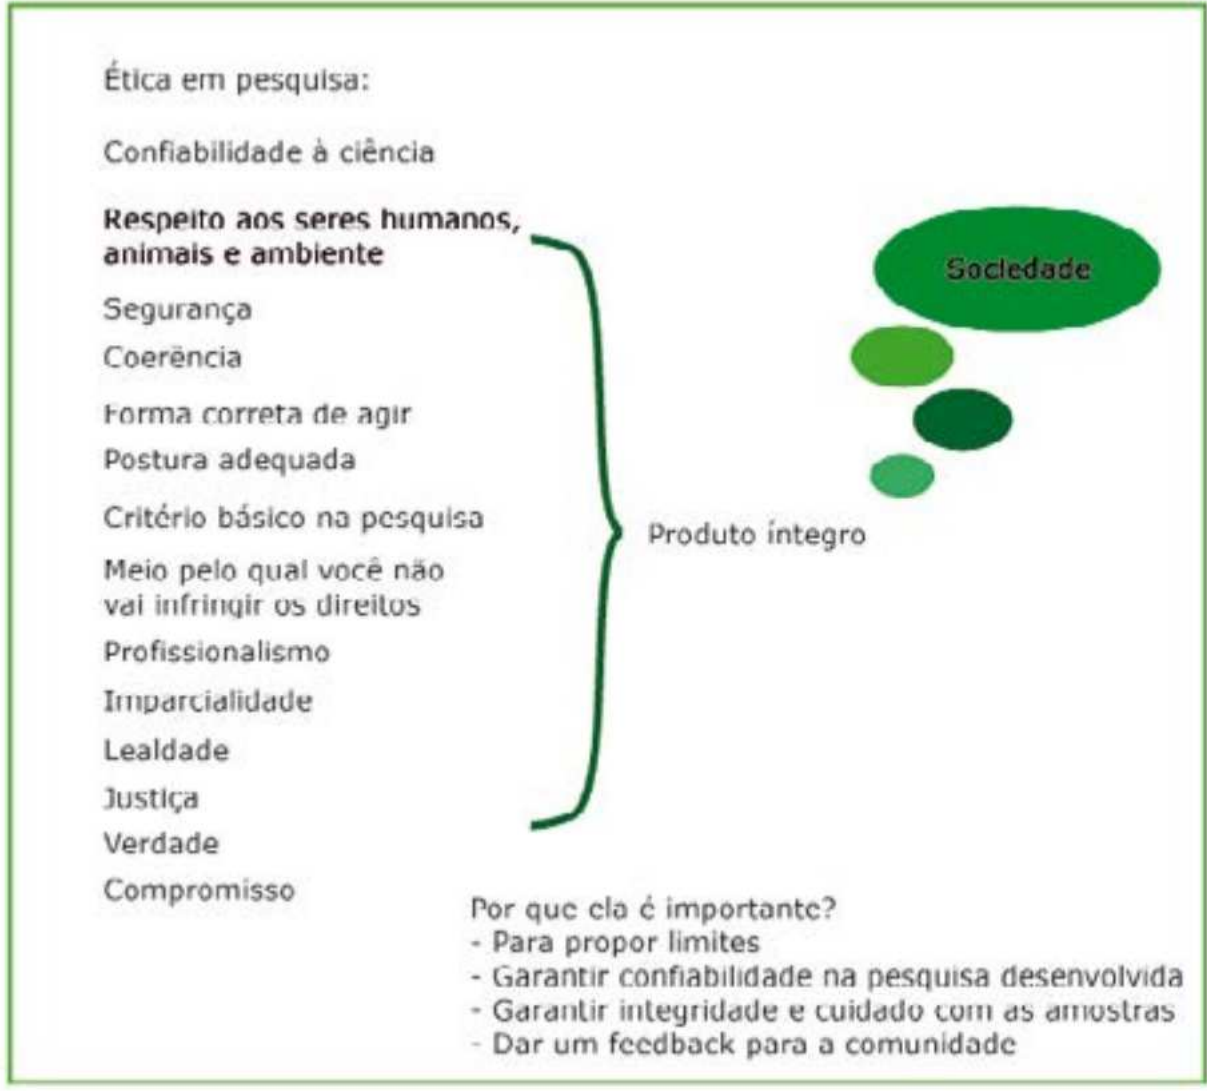 Ética em pesquisa:
Confiabilidade à ciência
Respeito aos seres humanos,
animais e ambiente
Segurança
Coerência
Forma correta de agir
Postura adequada
Critério básico na pesquisa
Meio pelo qual você não
vai infringir os direitos
Profissionalismo
Imparcialidade
Lealdade
Justiça
Verdade
Compromisso
Produto íntegro
Sociedade
Por que ela é importante?
- Para propor limites
- Garantir confiabilidade na pesquisa desenvolvida
- Garantir integridade e cuidado com as amostras
- Dar um feedback para a comunidade